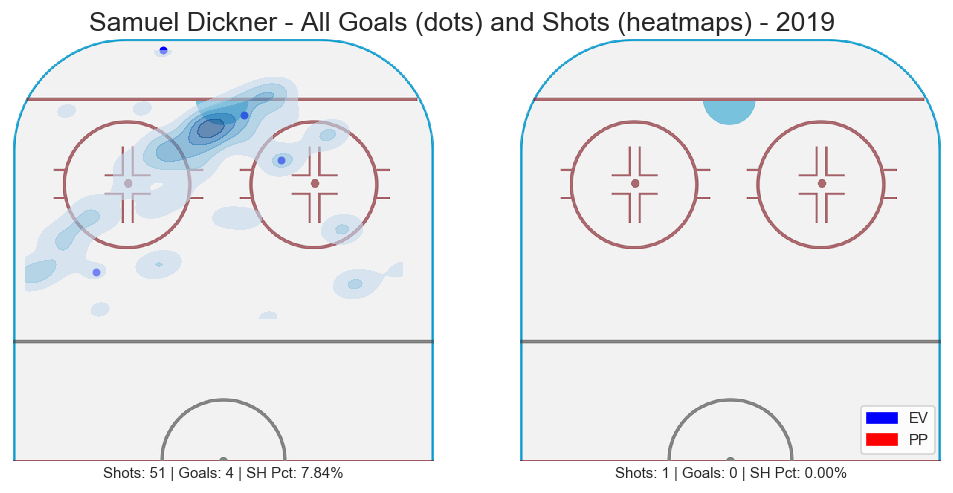 Samuel Dickner - All Goals (dots) and Shots (heatmaps) - 2019
EV
PP
Shots: 51 | Goals: 4 | SH Pct: 7.84%
Shots: 1 | Goals: 0 | SH Pct: 0.00%